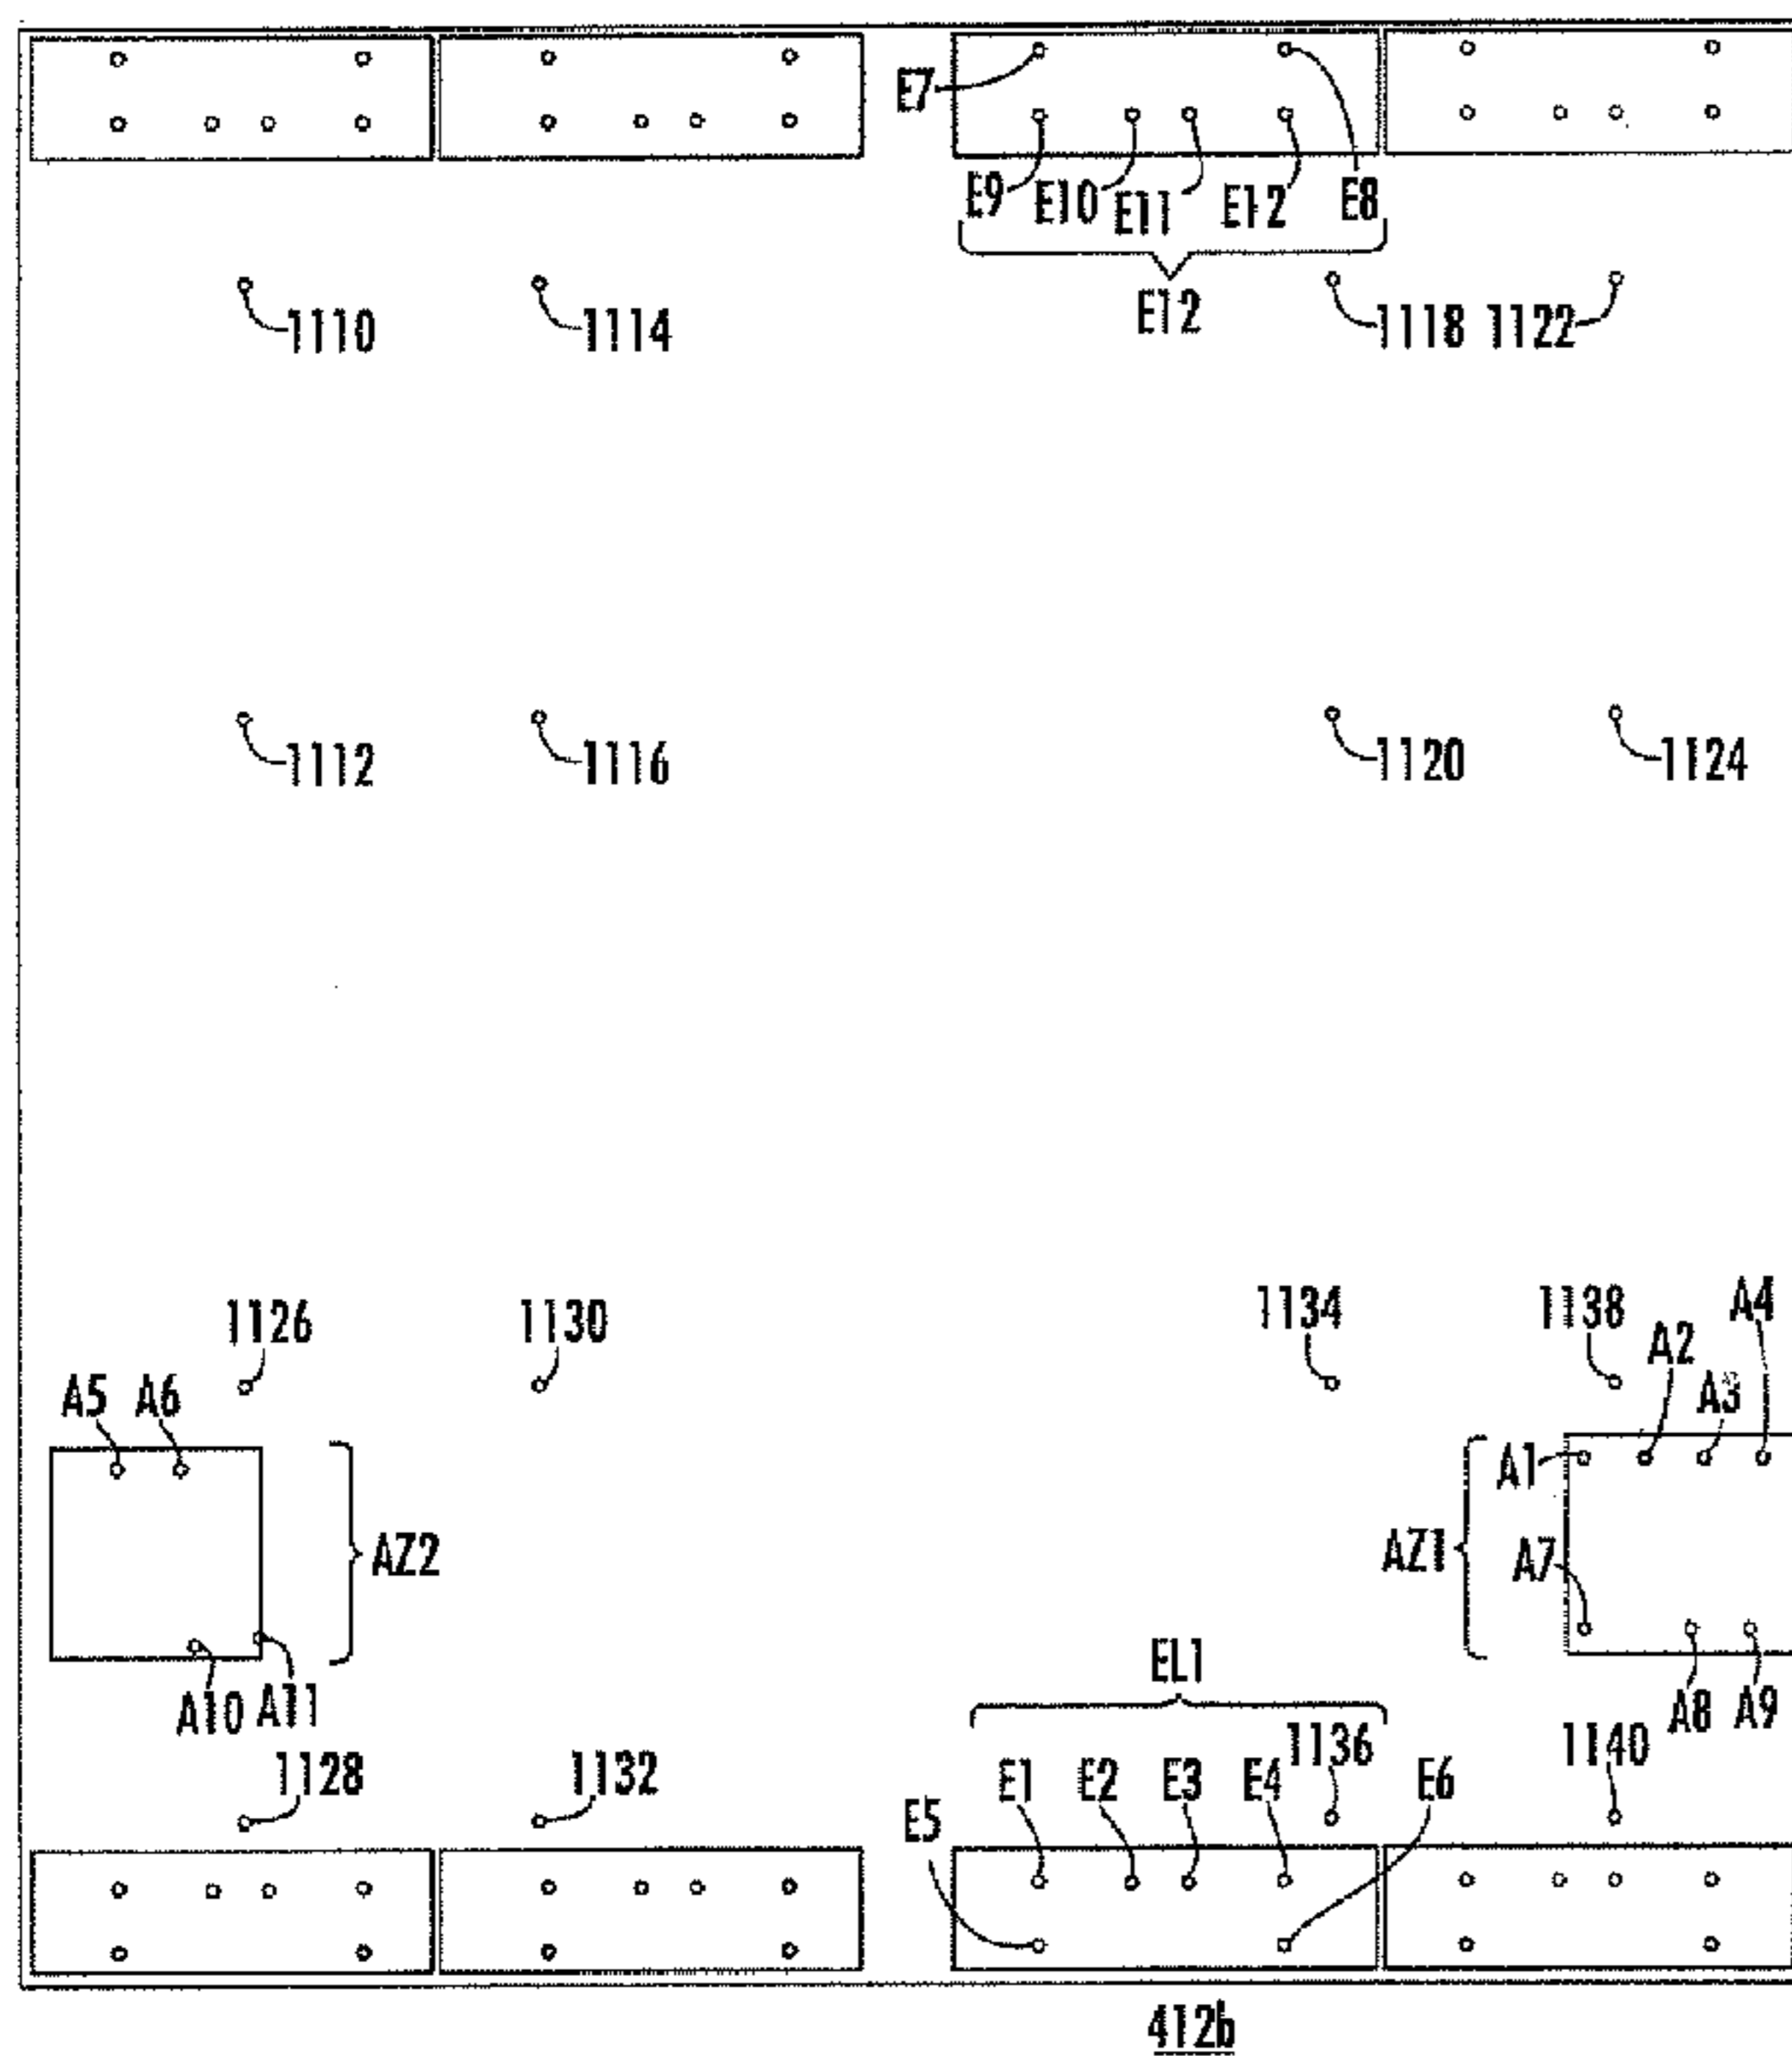 E7
E9 E10 E11 E12 E8
E12
1110 1114 1118 1122
1112 1116 1120 1124
1126 1130 1134 1138 A4
A2
A5 A6 A3
A1
AZ2 AZ1 A7
EL1
A10 A11 A8 A9
1128 1132 1136 1140
E1 E2 E3 E4 E6
E5
412b